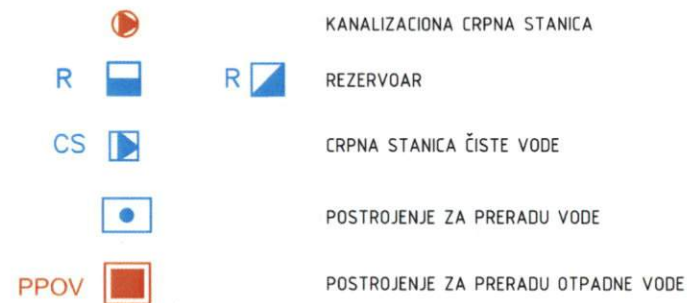 KANALIZACIONA CRPNA STANICA
R R REZERVOAR
CS CRPNA STANICA ČISTE VODE
POSTROJENJE ZA PRERADU VODE
PPOV POSTROJENJE ZA PRERADU OTPADNE VODE